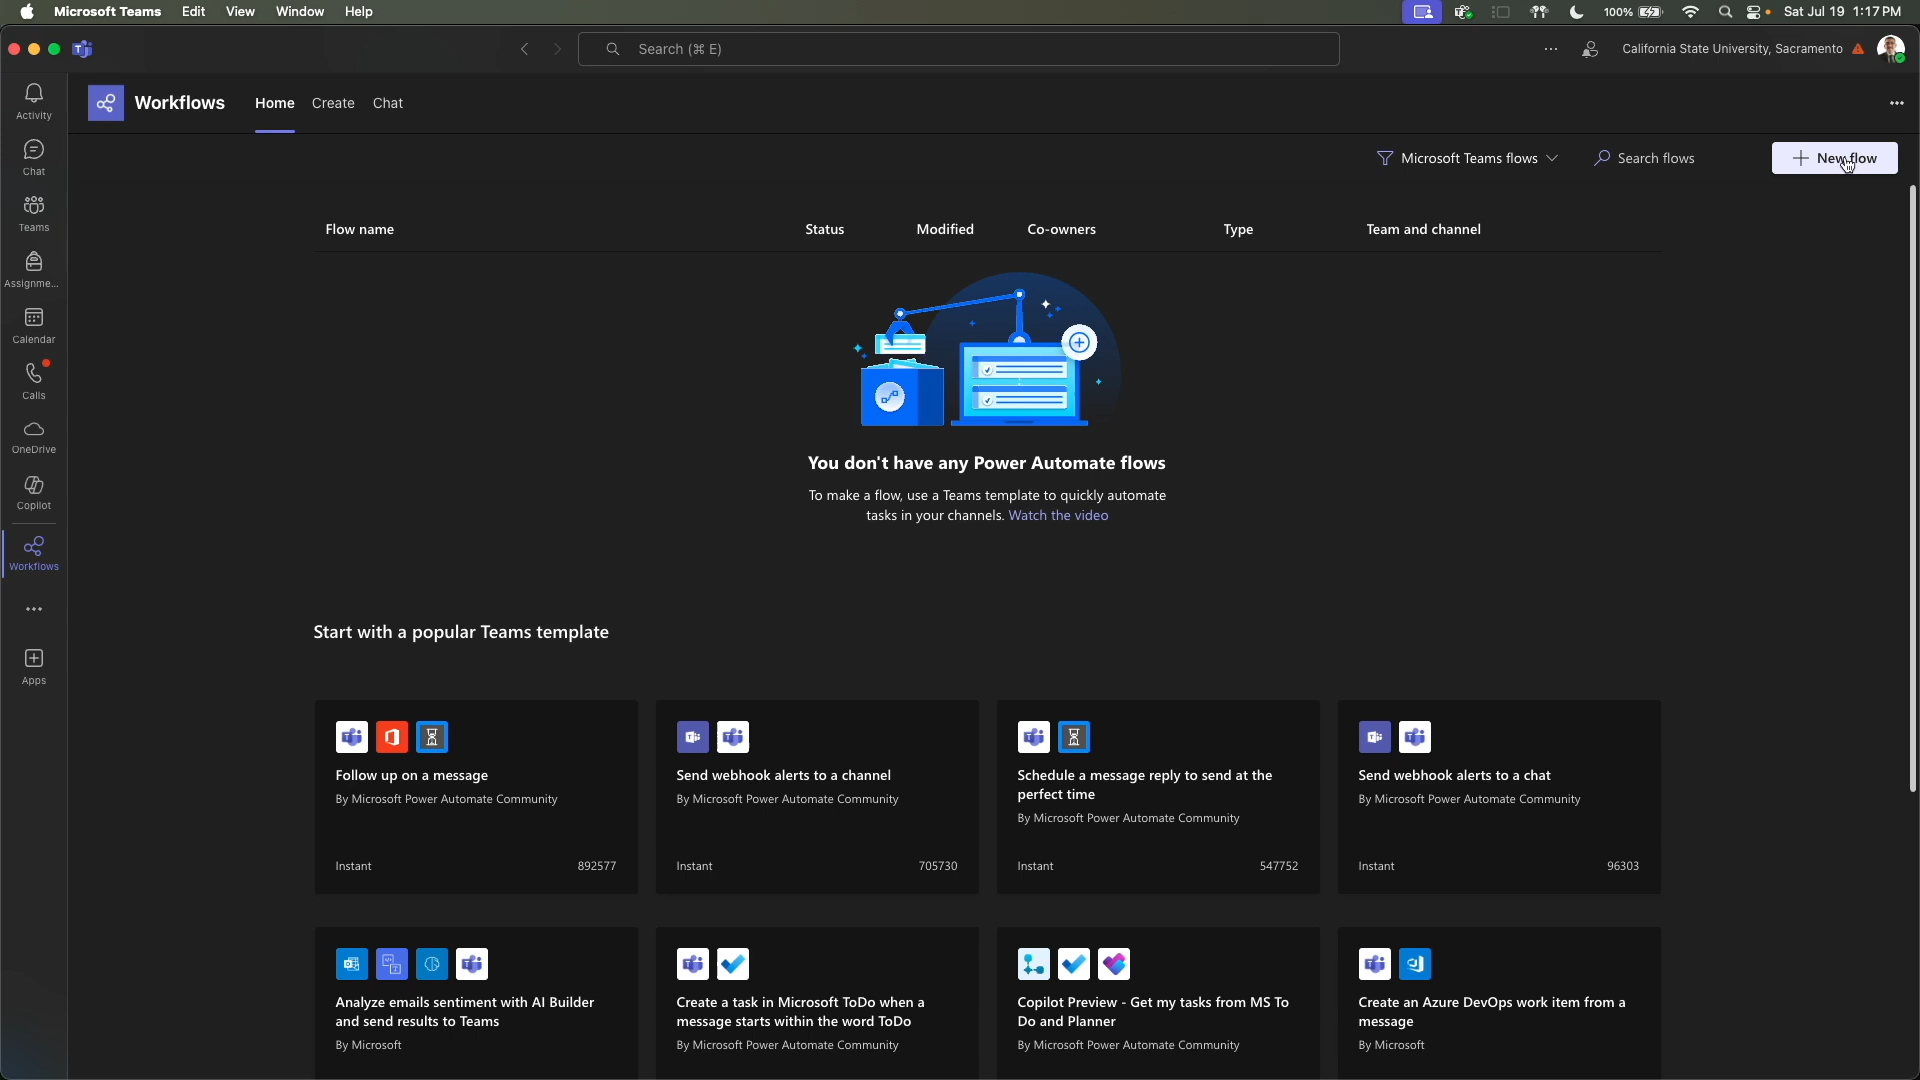 Microsoft Teams Edit View Window Help
100% Sat Jul 19 1:17 PM
Search (⌘ E)
California State University, Sacramento
Activity
Chat
Teams
Assignme...
Calendar
Calls
OneDrive
Copilot
Workflows
Apps
Workflows Home Create Chat
Microsoft Teams flows Search flows New flow
Flow name Status Modified Co-owners Type Team and channel
You don't have any Power Automate flows
To make a flow, use a Teams template to quickly automate
tasks in your channels. Watch the video
Start with a popular Teams template
Follow up on a message
By Microsoft Power Automate Community
Instant 892577
Send webhook alerts to a channel
By Microsoft Power Automate Community
Instant 705730
Schedule a message reply to send at the
perfect time
By Microsoft Power Automate Community
Instant 547752
Send webhook alerts to a chat
By Microsoft Power Automate Community
Instant 96303
Analyze emails sentiment with AI Builder
and send results to Teams
By Microsoft
Create a task in Microsoft ToDo when a
message starts within the word ToDo
By Microsoft Power Automate Community
Copilot Preview - Get my tasks from MS To
Do and Planner
By Microsoft Power Automate Community
Create an Azure DevOps work item from a
message
By Microsoft